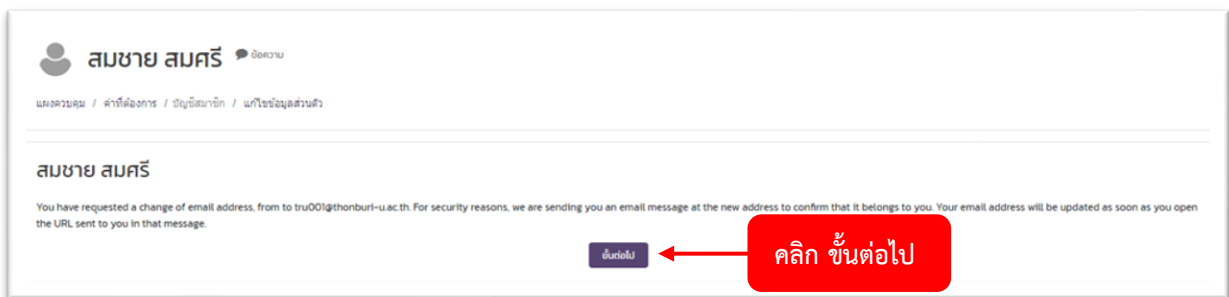 สมชาย สมศรี ข้อความ
แผงควบคุม / ค่าที่ต้องการ / บัญชีสมาชิก / แก้ไขข้อมูลส่วนตัว
สมชาย สมศรี
You have requested a change of email address, from to tru001@thonburi-u.ac.th. For security reasons, we are sending you an email message at the new address to confirm that it belongs to you. Your email address will be updated as soon as you open
the URL sent to you in that message.
ขั้นต่อไป
คลิก ขั้นต่อไป